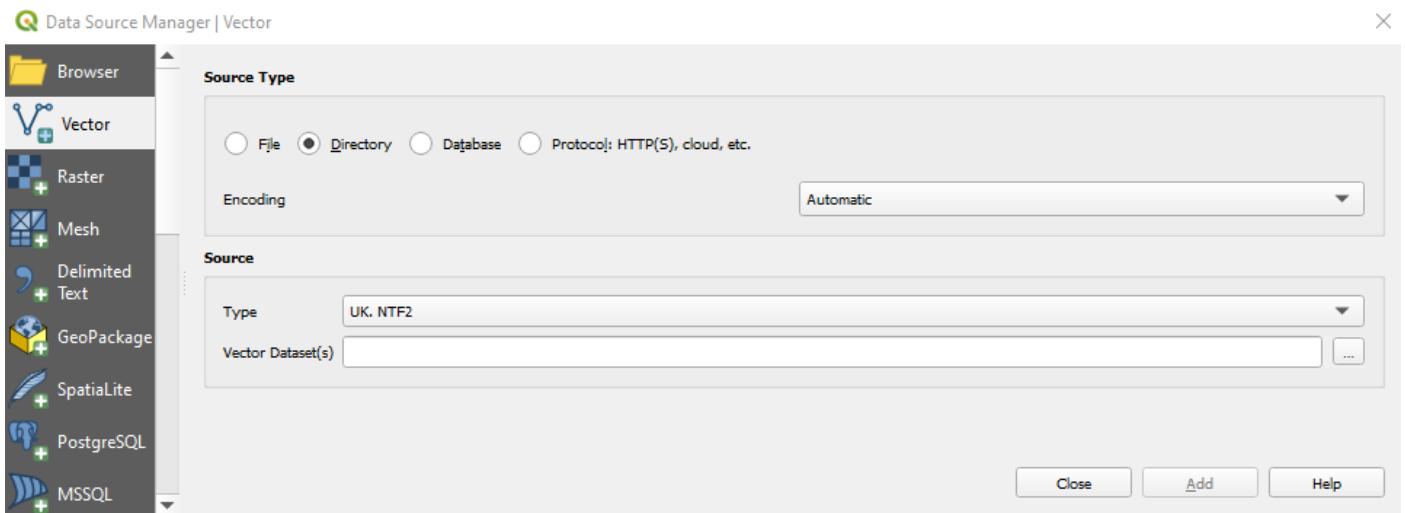 Data Source Manager | Vector
Browser
Vector
Raster
Mesh
Delimited
Text
GeoPackage
SpatiaLite
PostgreSQL
MSSQL
Source Type
File Directory Database Protocol: HTTP(S), cloud, etc.
Encoding Automatic
Source
Type UK. NTF2
Vector Dataset(s) ...
Close Add Help